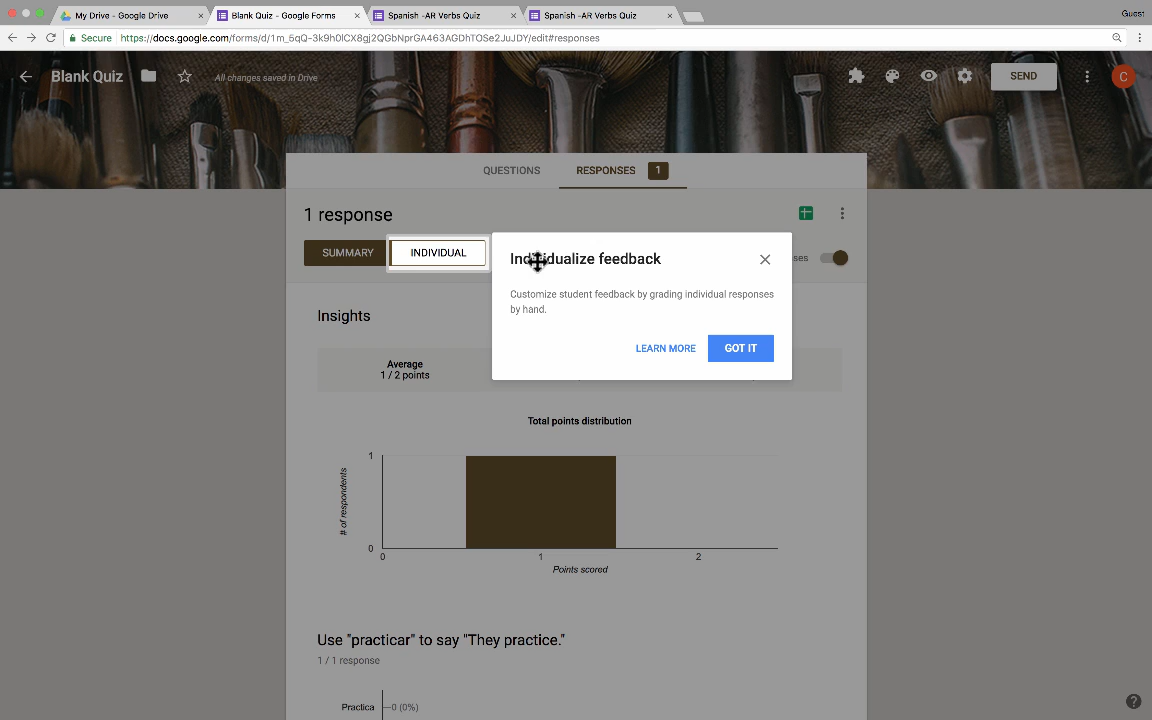 My Drive - Google Drive
Blank Quiz - Google Forms
Spanish -AR Verbs Quiz
Spanish -AR Verbs Quiz
Guest
Secure
https://docs.google.com/forms/d/1m_5qQ-3k9h0lCX8gj2QGbNprGA463AGDhTOSe2JuJDY/edit#responses
Blank Quiz
All changes saved in Drive
SEND
C
QUESTIONS
RESPONSES
1
1 response
SUMMARY
INDIVIDUAL
Individualize feedback
Customize student feedback by grading individual responses
by hand.
LEARN MORE
GOT IT
Insights
Average
1 / 2 points
Total points distribution
# of respondents
1
0
0
1
2
Points scored
Use "practicar" to say "They practice."
1 / 1 response
Practica
0 (0%)